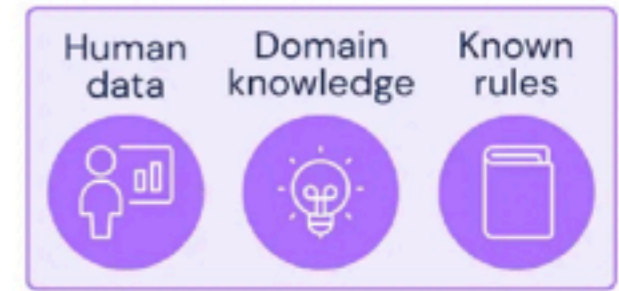 Human
data
Domain
knowledge
Known
rules